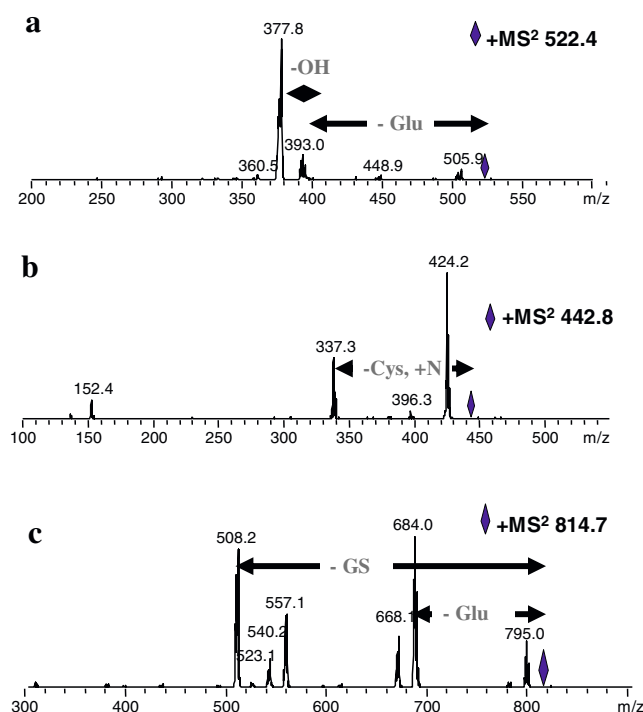 a
377.8
+MS² 522.4
-OH
- Glu
393.0
360.5
448.9
505.9
200 250 300 350 400 450 500 550 m/z
b
424.2
+MS² 442.8
337.3
-Cys, +N
152.4
396.3
100 150 200 250 300 350 400 450 500 m/z
c
+MS² 814.7
508.2
684.0
- GS
557.1
- Glu
668.1
540.2
795.0
523.1
300 400 500 600 700 800 m/z